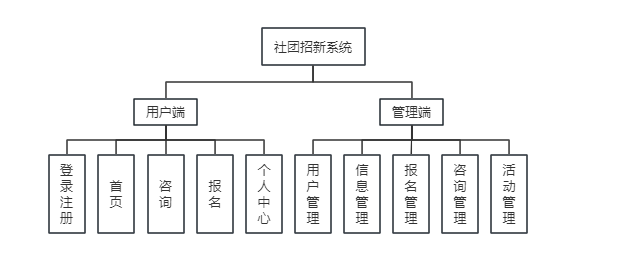 社团招新系统
用户端
管理端
登录注册
首页
咨询
报名
个人中心
用户管理
信息管理
报名管理
咨询管理
活动管理